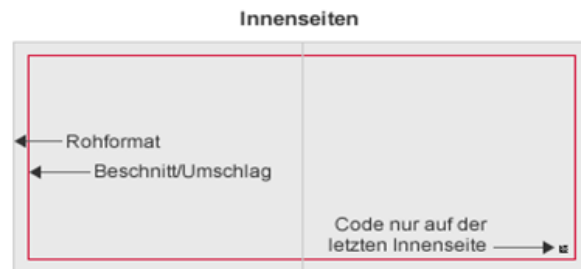 Innenseiten
Rohformat
Beschnitt/Umschlag
Code nur auf der
letzten Innenseite